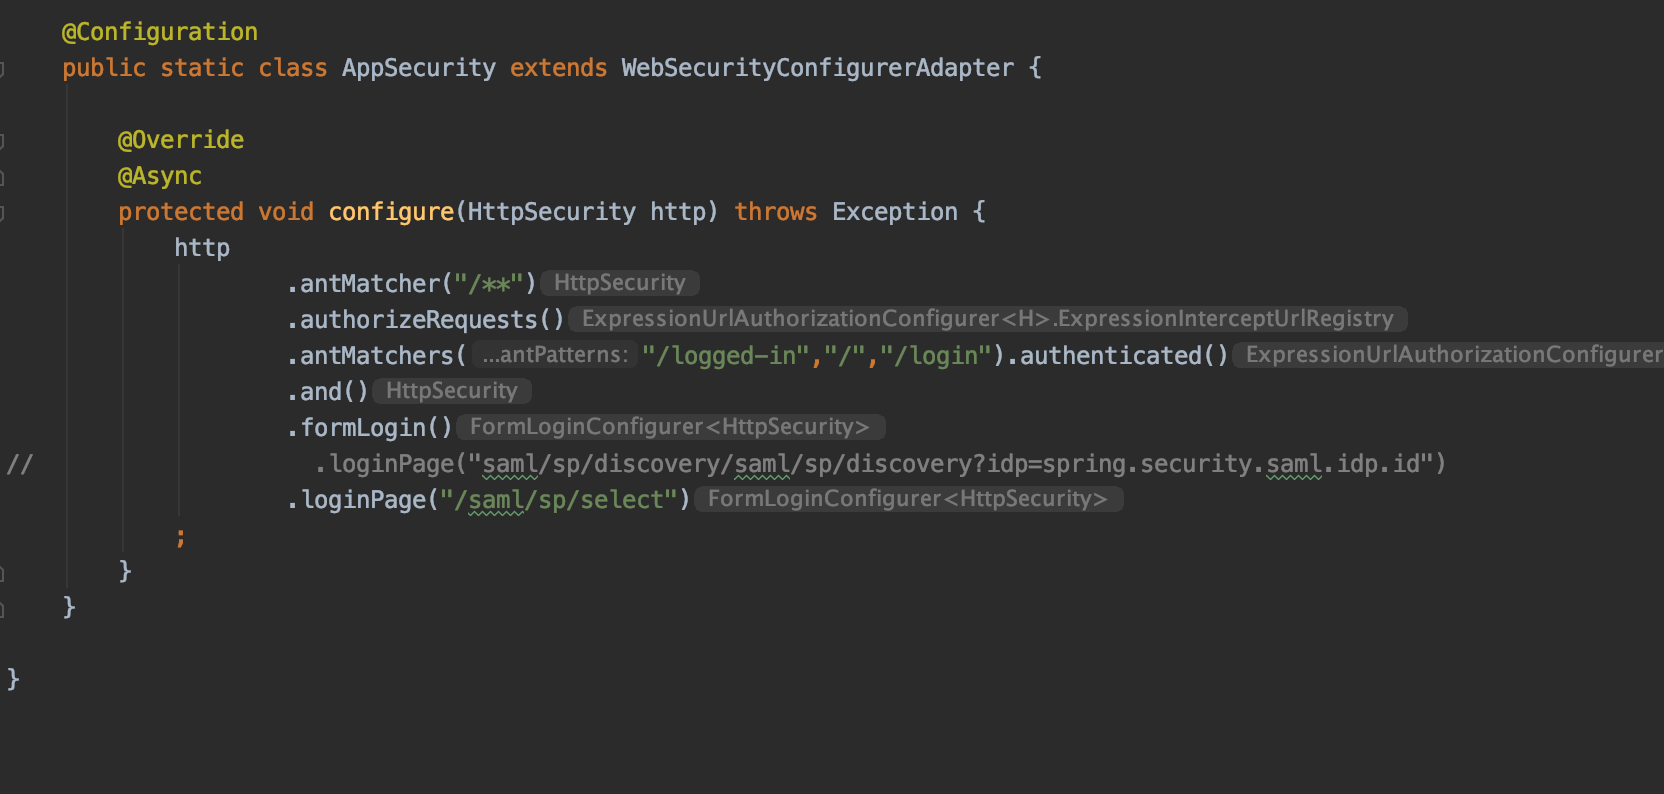 @Configuration
public static class AppSecurity extends WebSecurityConfigurerAdapter {
@Override
@Async
protected void configure(HttpSecurity http) throws Exception {
http
.antMatcher("/**") HttpSecurity
.authorizeRequests() ExpressionUrlAuthorizationConfigurer<H>.ExpressionInterceptUrlRegistry
.antMatchers( ...antPatterns: "/logged-in","/","/login").authenticated() ExpressionUrlAuthorizationConfigurer
.and() HttpSecurity
.formLogin() FormLoginConfigurer<HttpSecurity>
// .loginPage("saml/sp/discovery/saml/sp/discovery?idp=spring.security.saml.idp.id")
.loginPage("/saml/sp/select") FormLoginConfigurer<HttpSecurity>
;
}
}
}